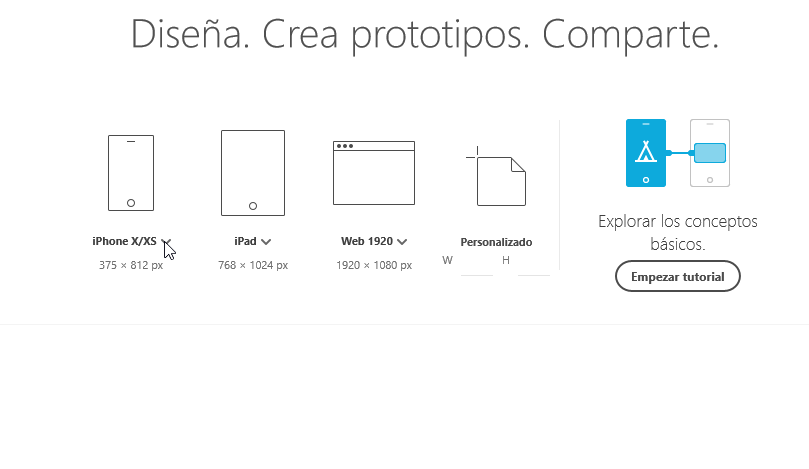 Diseña. Crea prototipos. Comparte.
iPhone X/XS
375 × 812 px
iPad
768 × 1024 px
Web 1920
1920 × 1080 px
Personalizado
W H
Explorar los conceptos
básicos.
Empezar tutorial